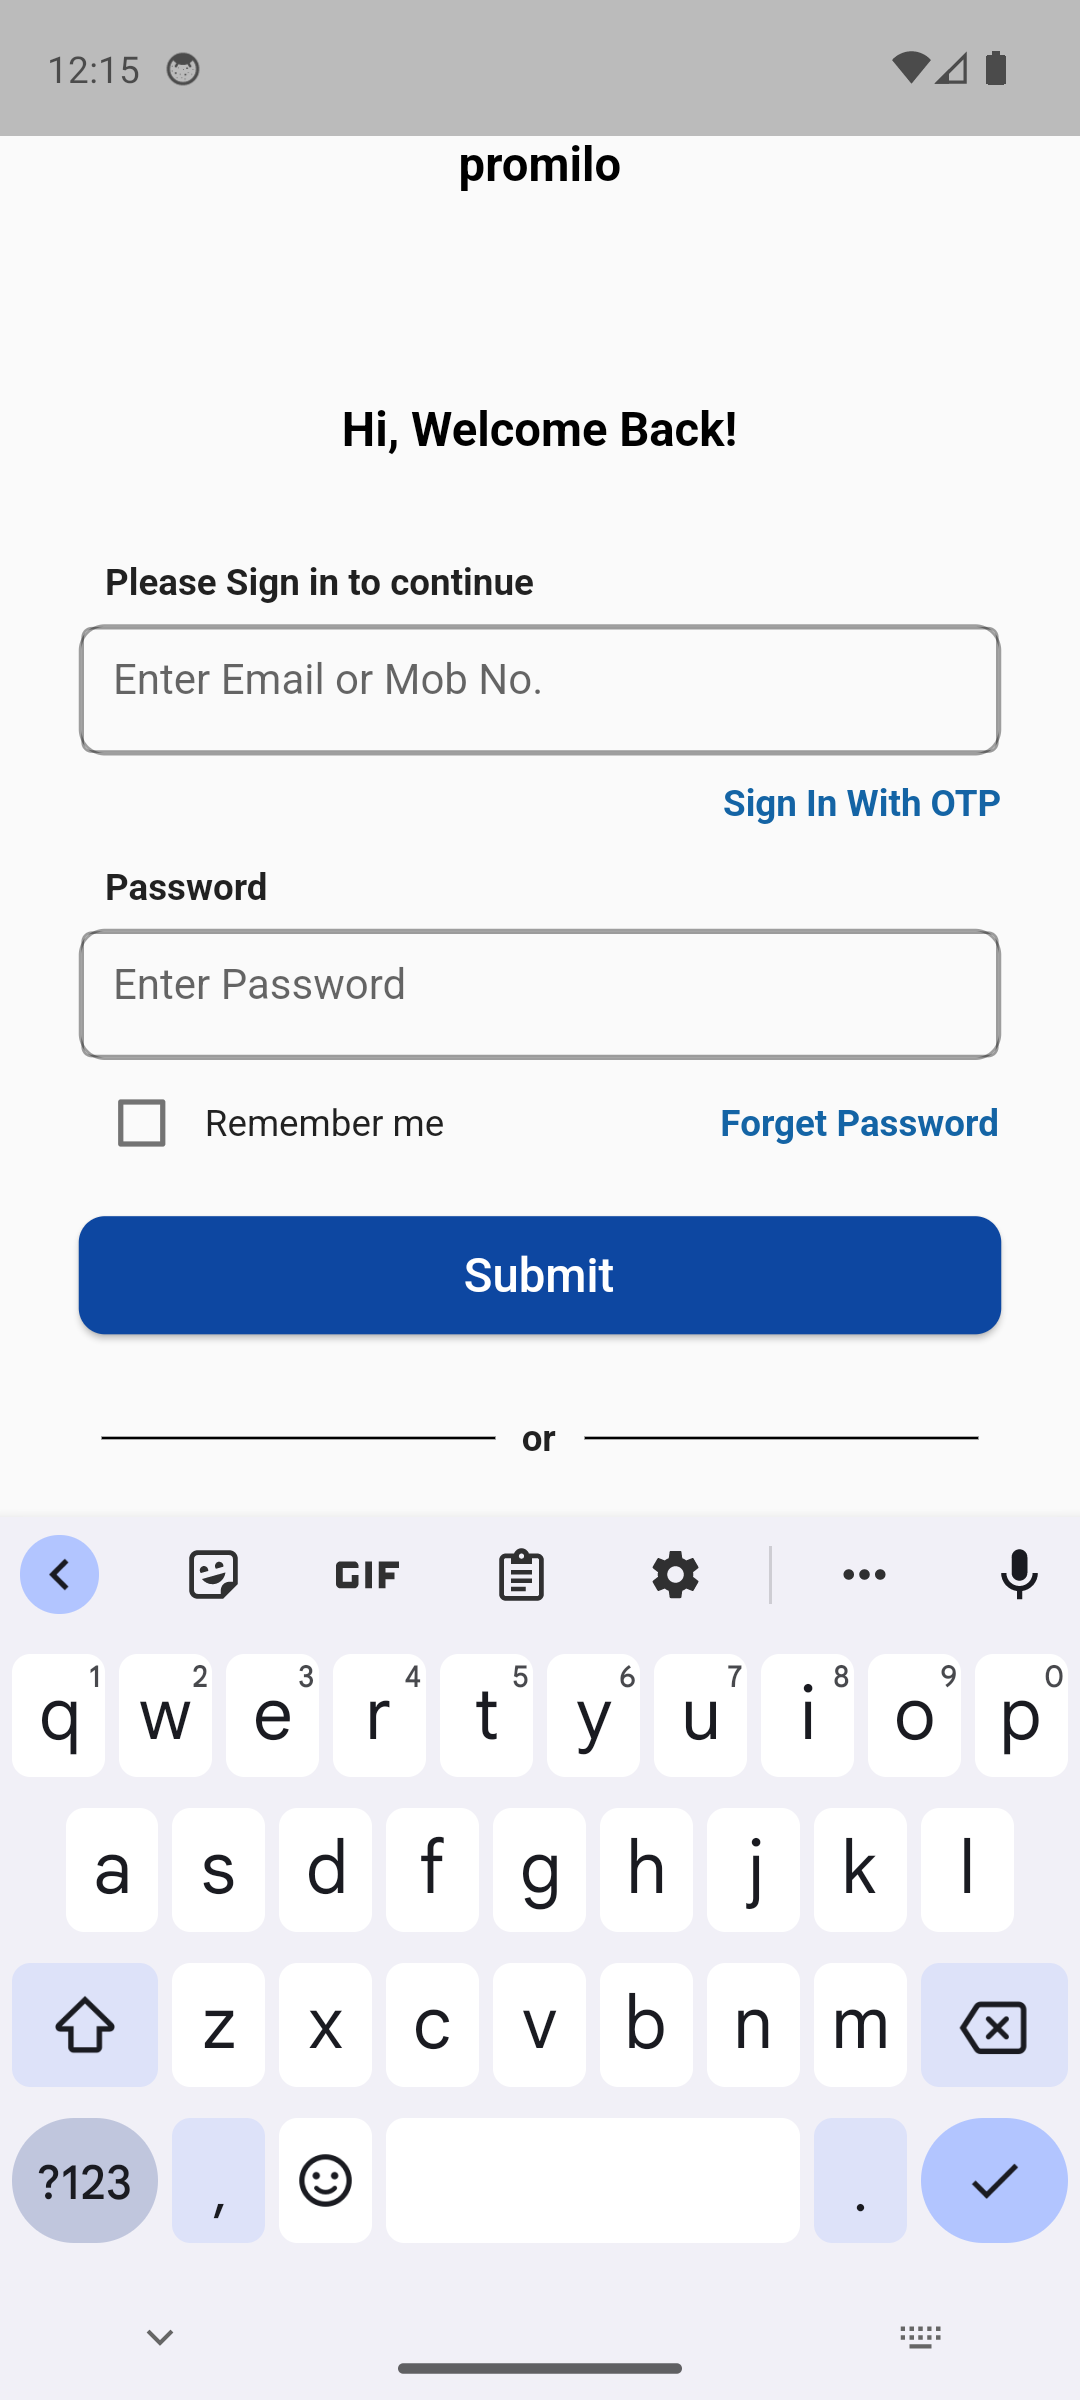 12:15
promilo
Hi, Welcome Back!
Please Sign in to continue
Enter Email or Mob No.
Sign In With OTP
Password
Enter Password
Remember me
Forget Password
Submit
or
GIF
q 1 w 2 e 3 r 4 t 5 y 6 u 7 i 8 o 9 p 0
a s d f g h j k l
z x c v b n m
?123 , .